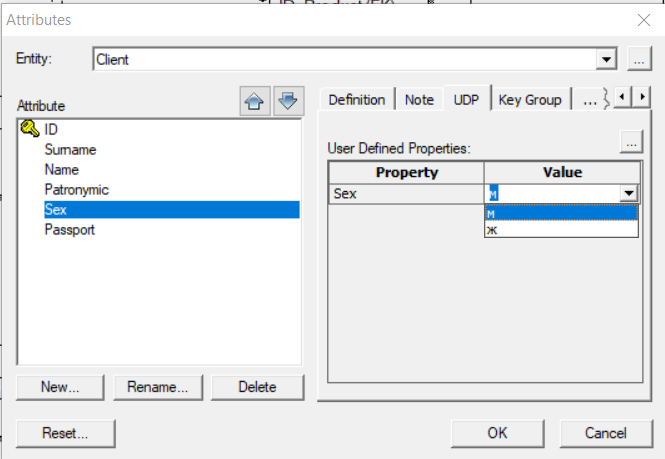 Attributes
Entity:
Client
...
Attribute
ID
Surname
Name
Patronymic
Sex
Passport
New...
Rename...
Delete
Definition
Note
UDP
Key Group
...
User Defined Properties:
...
Property Value
Sex м
м
ж
Reset...
OK
Cancel